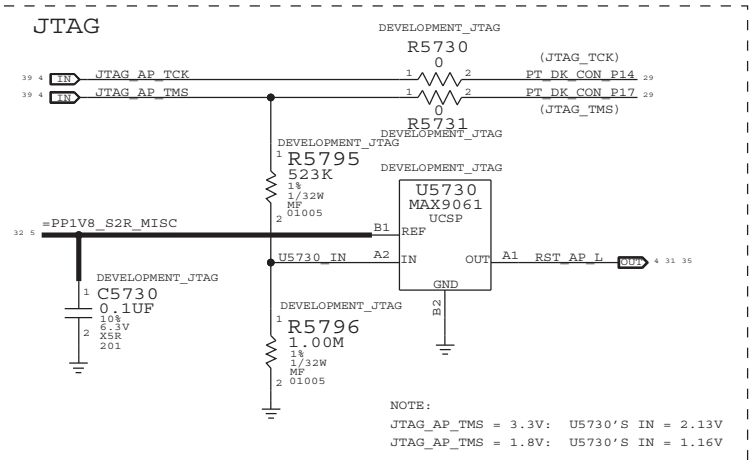 JTAG
DEVELOPMENT_JTAG
R5730
0
(JTAG_TCK)
39 4 IN JTAG_AP_TCK 1 2 PT_DK_CON_P14 29
39 4 IN JTAG_AP_TMS 1 2 PT_DK_CON_P17 29
0
(JTAG_TMS)
R5731
DEVELOPMENT_JTAG
DEVELOPMENT_JTAG
1 R5795
523K
1%
1/32W
MF
2 01005
DEVELOPMENT_JTAG
U5730
MAX9061
UCSP
32 5 =PP1V8_S2R_MISC
B1 REF
U5730_IN A2 IN
OUT A1 RST_AP_L OUT 4 31 35
GND
B2
DEVELOPMENT_JTAG
1 C5730
0.1UF
10%
6.3V
2 X5R
201
DEVELOPMENT_JTAG
1 R5796
1.00M
1%
1/32W
MF
2 01005
NOTE:
JTAG_AP_TMS = 3.3V: U5730'S IN = 2.13V
JTAG_AP_TMS = 1.8V: U5730'S IN = 1.16V